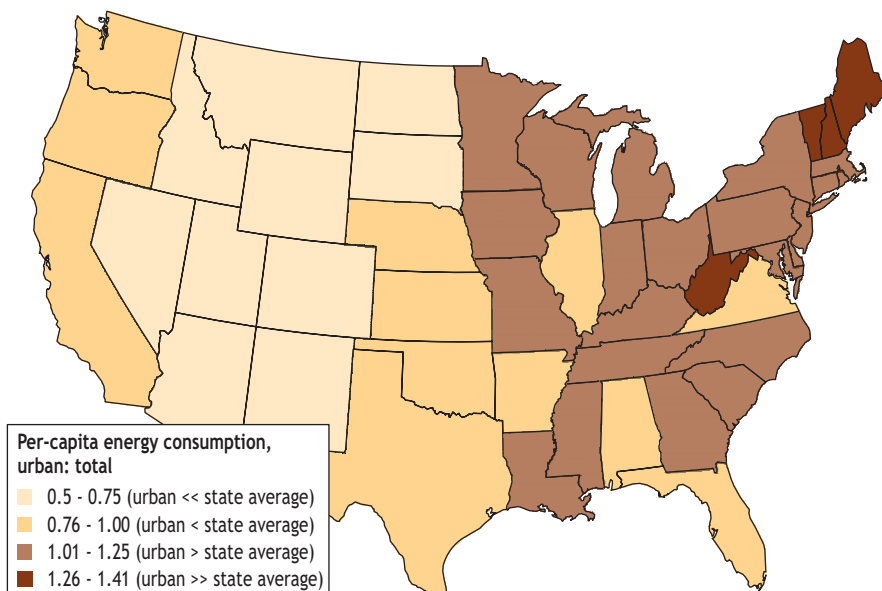 Per-capita energy consumption,
urban: total
0.5 - 0.75 (urban << state average)
0.76 - 1.00 (urban < state average)
1.01 - 1.25 (urban > state average)
1.26 - 1.41 (urban >> state average)